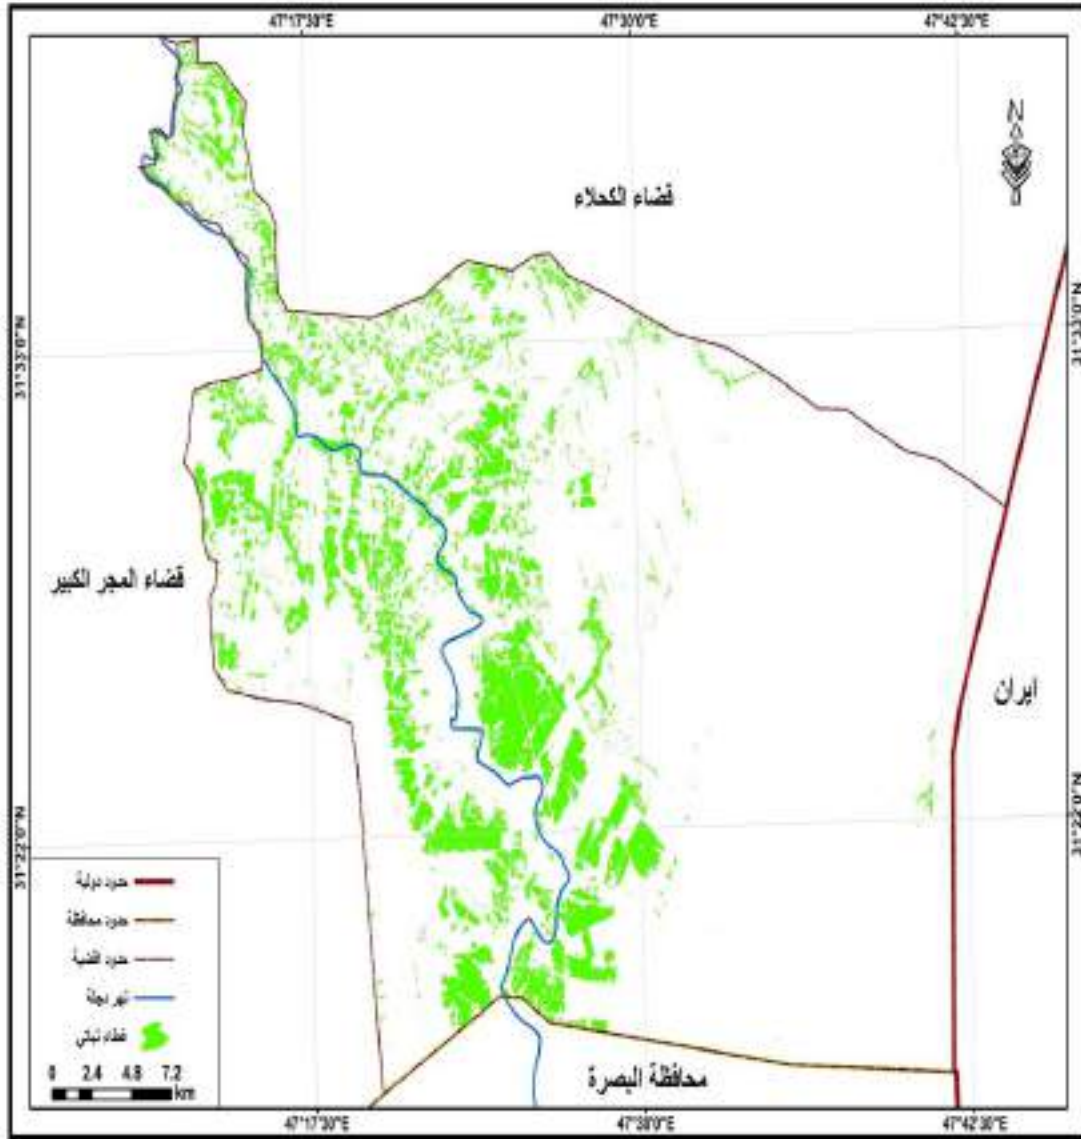 47°17'30"E 47°30'0"E 47°42'30"E
N
قضاء الكحلاء
31°33'0"N 31°33'0"N
قضاء المجر الكبير
ايران
31°22'0"N 31°22'0"N
حدود دولية
حدود محافظة
حدود اقضية
نهر دجلة
غطاء نباتي
0 2.4 4.8 7.2
km
محافظة البصرة
47°17'30"E 47°30'0"E 47°42'30"E